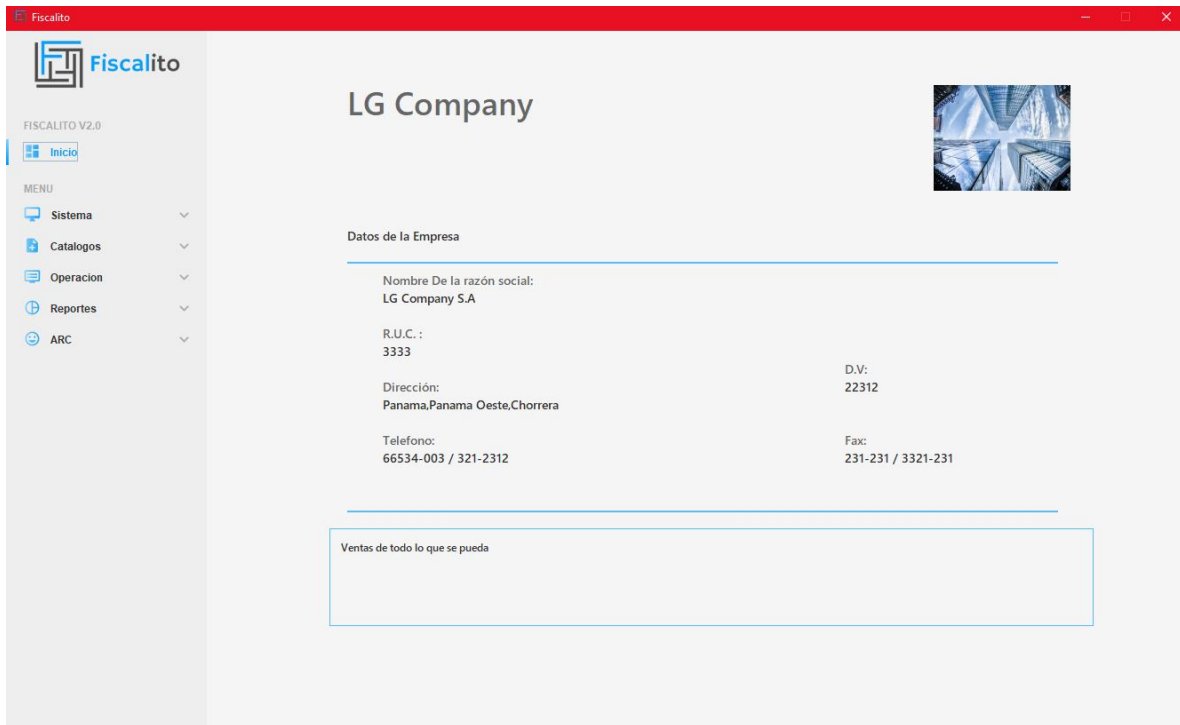 Fiscalito
Fiscalito
FISCALITO V2.0
Inicio
MENU
Sistema
Catalogos
Operacion
Reportes
ARC
LG Company
Datos de la Empresa
Nombre De la razón social:
LG Company S.A
R.U.C. :
3333
D.V:
22312
Dirección:
Panama,Panama Oeste,Chorrera
Telefono:
66534-003 / 321-2312
Fax:
231-231 / 3321-231
Ventas de todo lo que se pueda